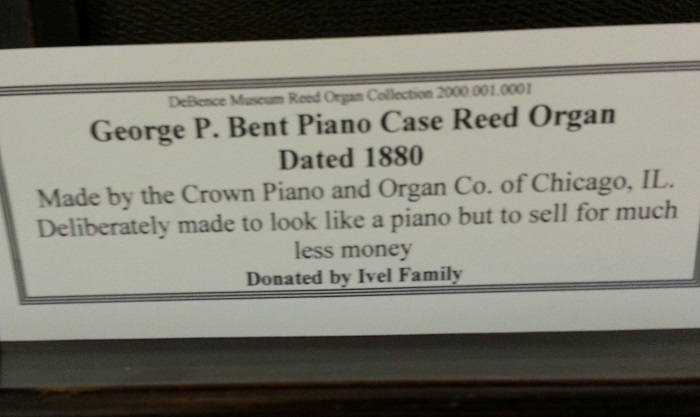 DeBence Museum Reed Organ Collection 2000.001.0001
George P. Bent Piano Case Reed Organ
Dated 1880
Made by the Crown Piano and Organ Co. of Chicago, IL.
Deliberately made to look like a piano but to sell for much
less money
Donated by Ivel Family